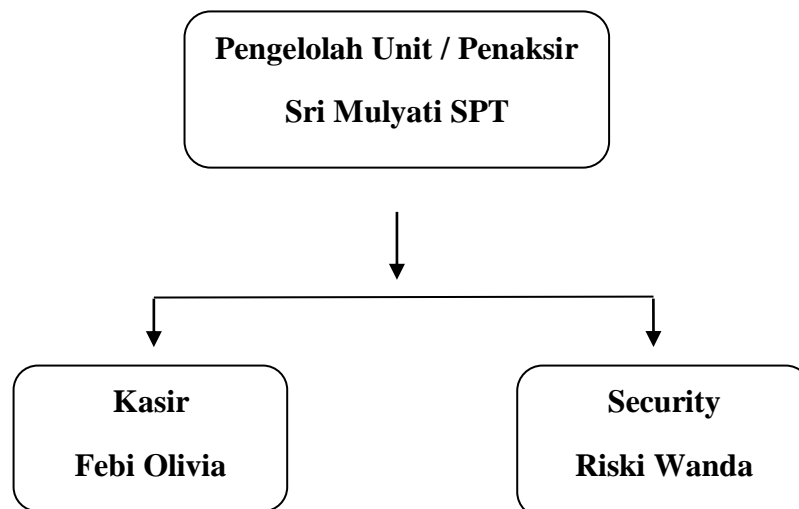 Pengelolah Unit / Penaksir
Sri Mulyati SPT
Kasir
Febi Olivia
Security
Riski Wanda